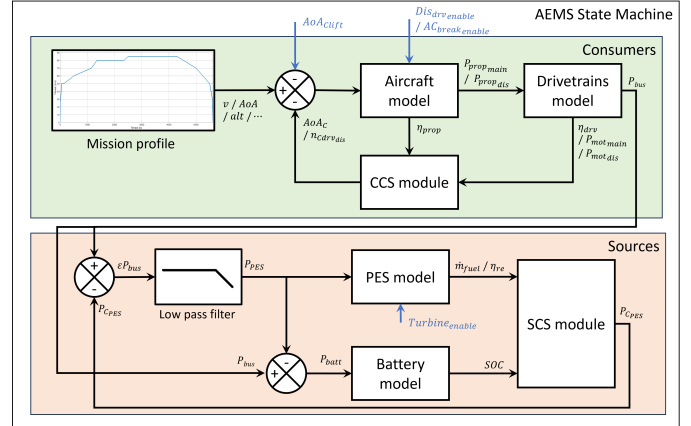 AEMS State Machine
Consumers
AoA_Clift
Dis_drv_enable
/ AC_break_enable
Mission profile
v / AoA
/ alt / ⋯
+
-
-
AoA_C
/ n_Cdrv_dis
Aircraft
model
P_prop_main
/ P_prop_dis
Drivetrains
model
P_bus
η_prop
η_drv
/ P_mot_main
/ P_mot_dis
CCS module
Sources
+
-
εP_bus
P_C_PES
Low pass filter
P_PES
PES model
ṁ_fuel / η_re
Turbine_enable
SCS module
P_C_PES
P_bus
+
-
P_batt
Battery
model
SOC